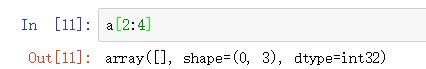 In [11]: a[2:4]
Out[11]: array([], shape=(0, 3), dtype=int32)